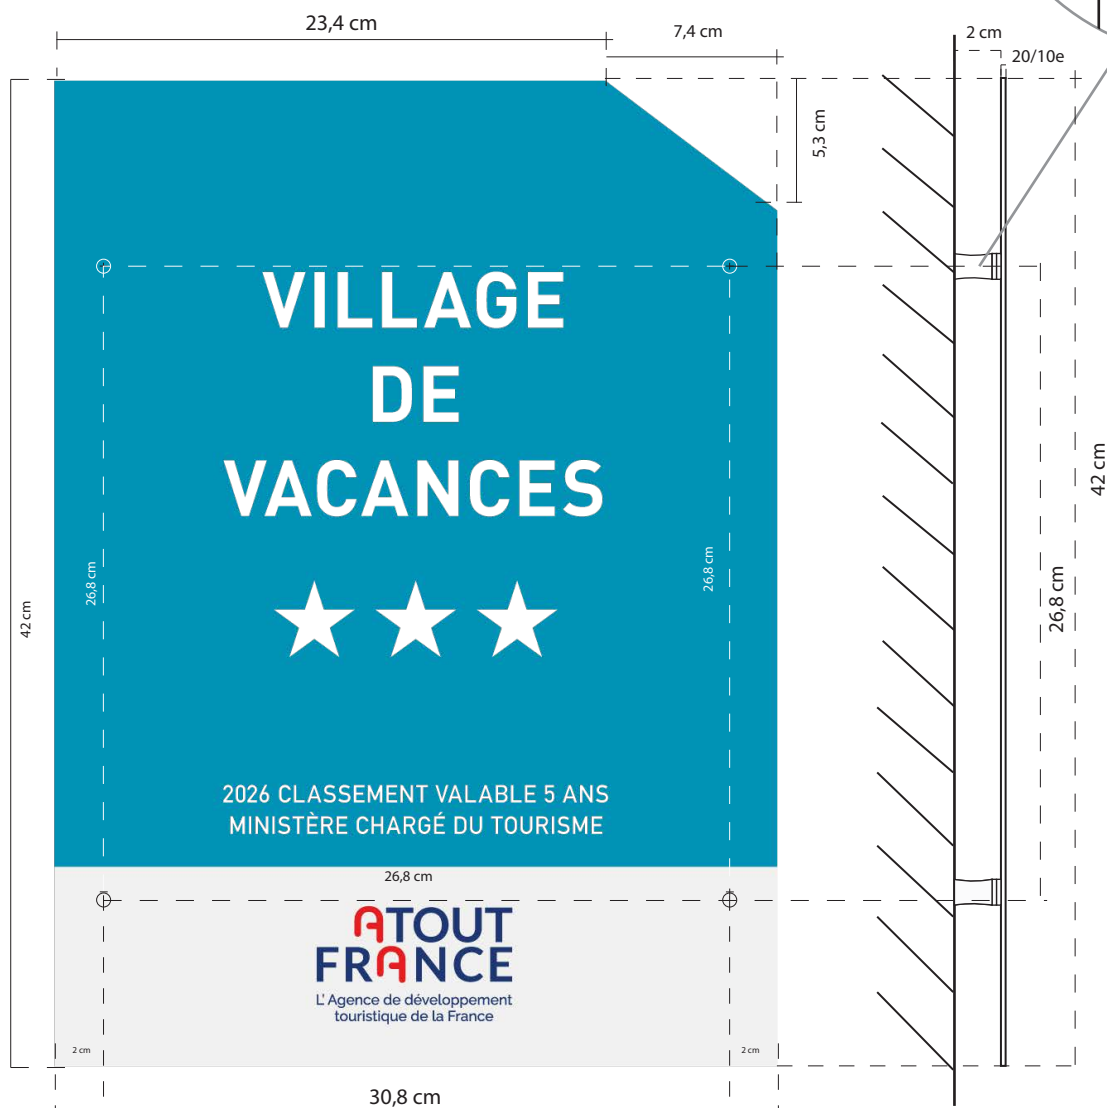 23,4 cm
7,4 cm
2 cm
20/10e
5,3 cm
VILLAGE
DE
VACANCES
26,8 cm
26,8 cm
42 cm
42 cm
26,8 cm
2026 CLASSEMENT VALABLE 5 ANS
MINISTÈRE CHARGÉ DU TOURISME
26,8 cm
ATOUT
FRANCE
L'Agence de développement
touristique de la France
2 cm
2 cm
30,8 cm